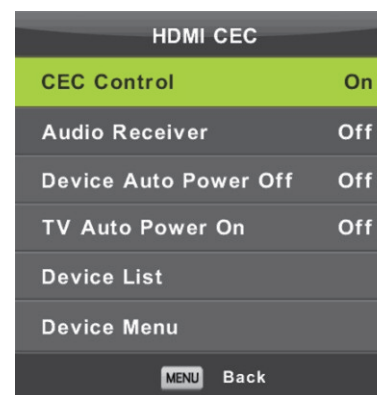 HDMI CEC
CEC Control On
Audio Receiver Off
Device Auto Power Off Off
TV Auto Power On Off
Device List
Device Menu
MENU Back